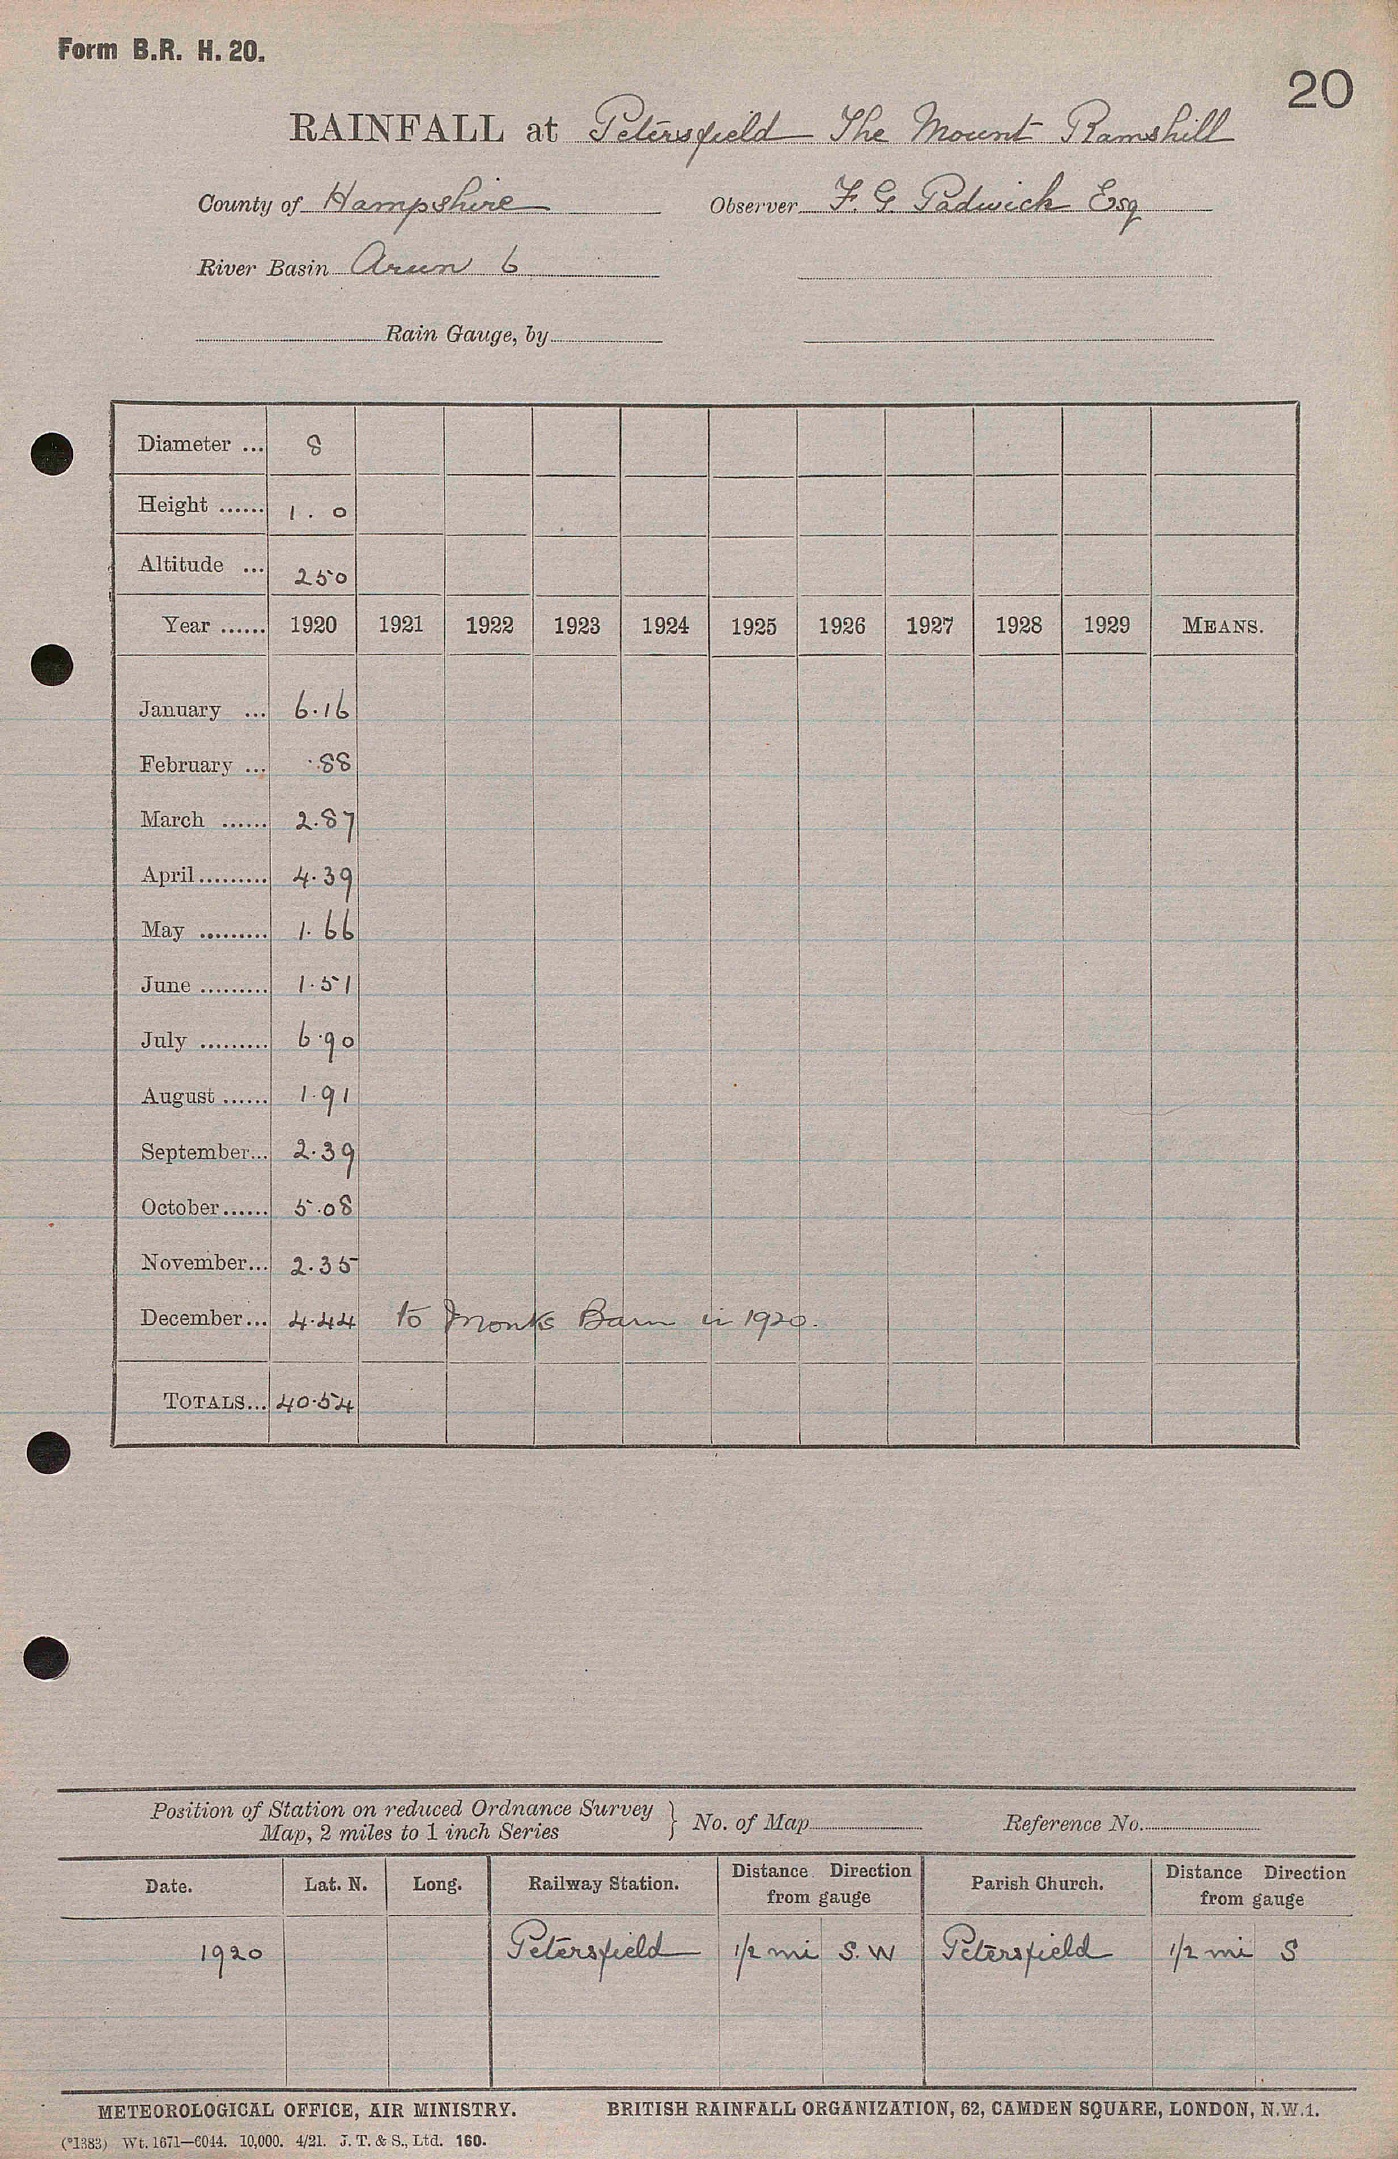 Form B.R. H. 20.
20
RAINFALL at Petersfield The Mount Ramshill
County of Hampshire Observer F. G. Padwick Esq
River Basin Arun 6
Rain Gauge, by
Diameter ... 8
Height ...... 1. 0
Altitude ... 250
Year ...... 1920 1921 1922 1923 1924 1925 1926 1927 1928 1929 MEANS.
January ... 6.16
February ... .88
March ...... 2.87
April ......... 4.39
May ......... 1.66
June ......... 1.51
July ......... 6.90
August ...... 1.91
September... 2.39
October...... 5.08
November... 2.35
December... 4.44 to Monks Barn in 1920.
TOTALS... 40.54
Position of Station on reduced Ordnance Survey
Map, 2 miles to 1 inch Series } No. of Map Reference No.
Date. Lat. N. Long. Railway Station. Distance Direction from gauge Parish Church. Distance Direction from gauge
1920 Petersfield 1/2 mi S. W Petersfield 1/2 mi S
METEOROLOGICAL OFFICE, AIR MINISTRY. BRITISH RAINFALL ORGANIZATION, 62, CAMDEN SQUARE, LONDON, N.W.1.
(*1383) Wt. 1671—6044. 10,000. 4/21. J. T. & S., Ltd. 160.